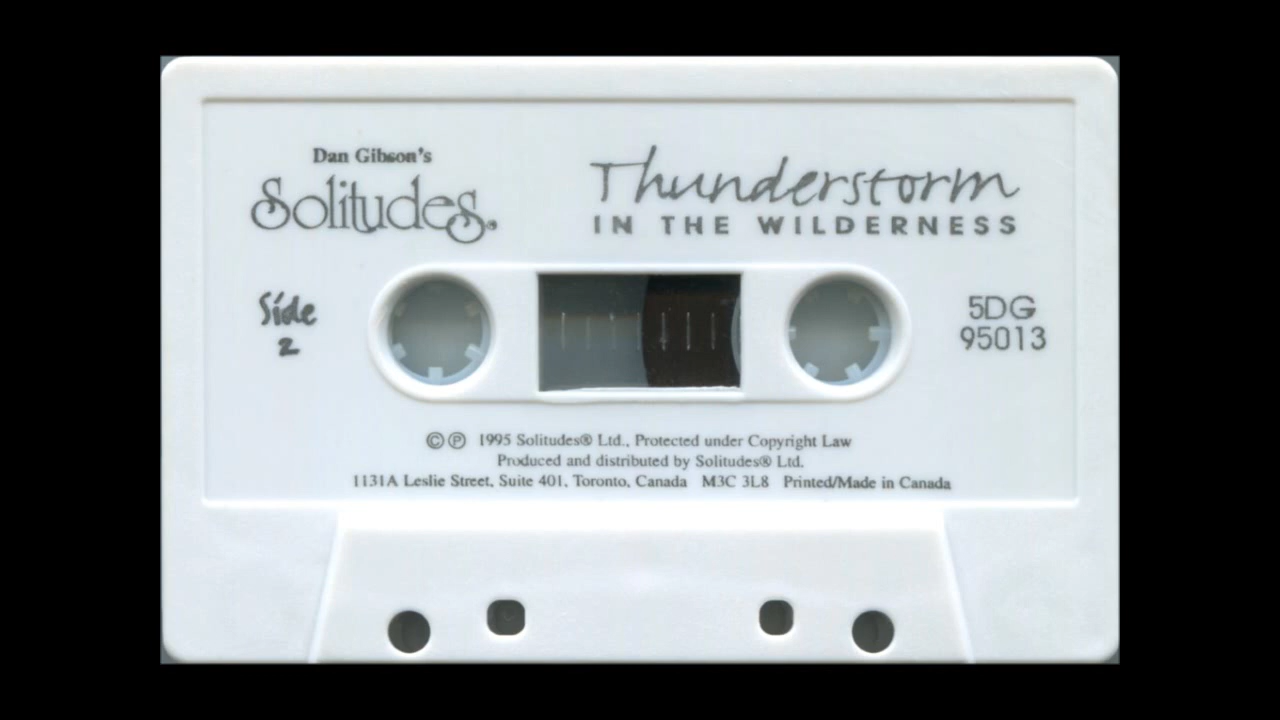 Dan Gibson's
Solitudes®
Thunderstorm
IN THE WILDERNESS
Side
2
5DG
95013
©℗ 1995 Solitudes® Ltd., Protected under Copyright Law
Produced and distributed by Solitudes® Ltd.
1131A Leslie Street, Suite 401, Toronto, Canada M3C 3L8 Printed/Made in Canada